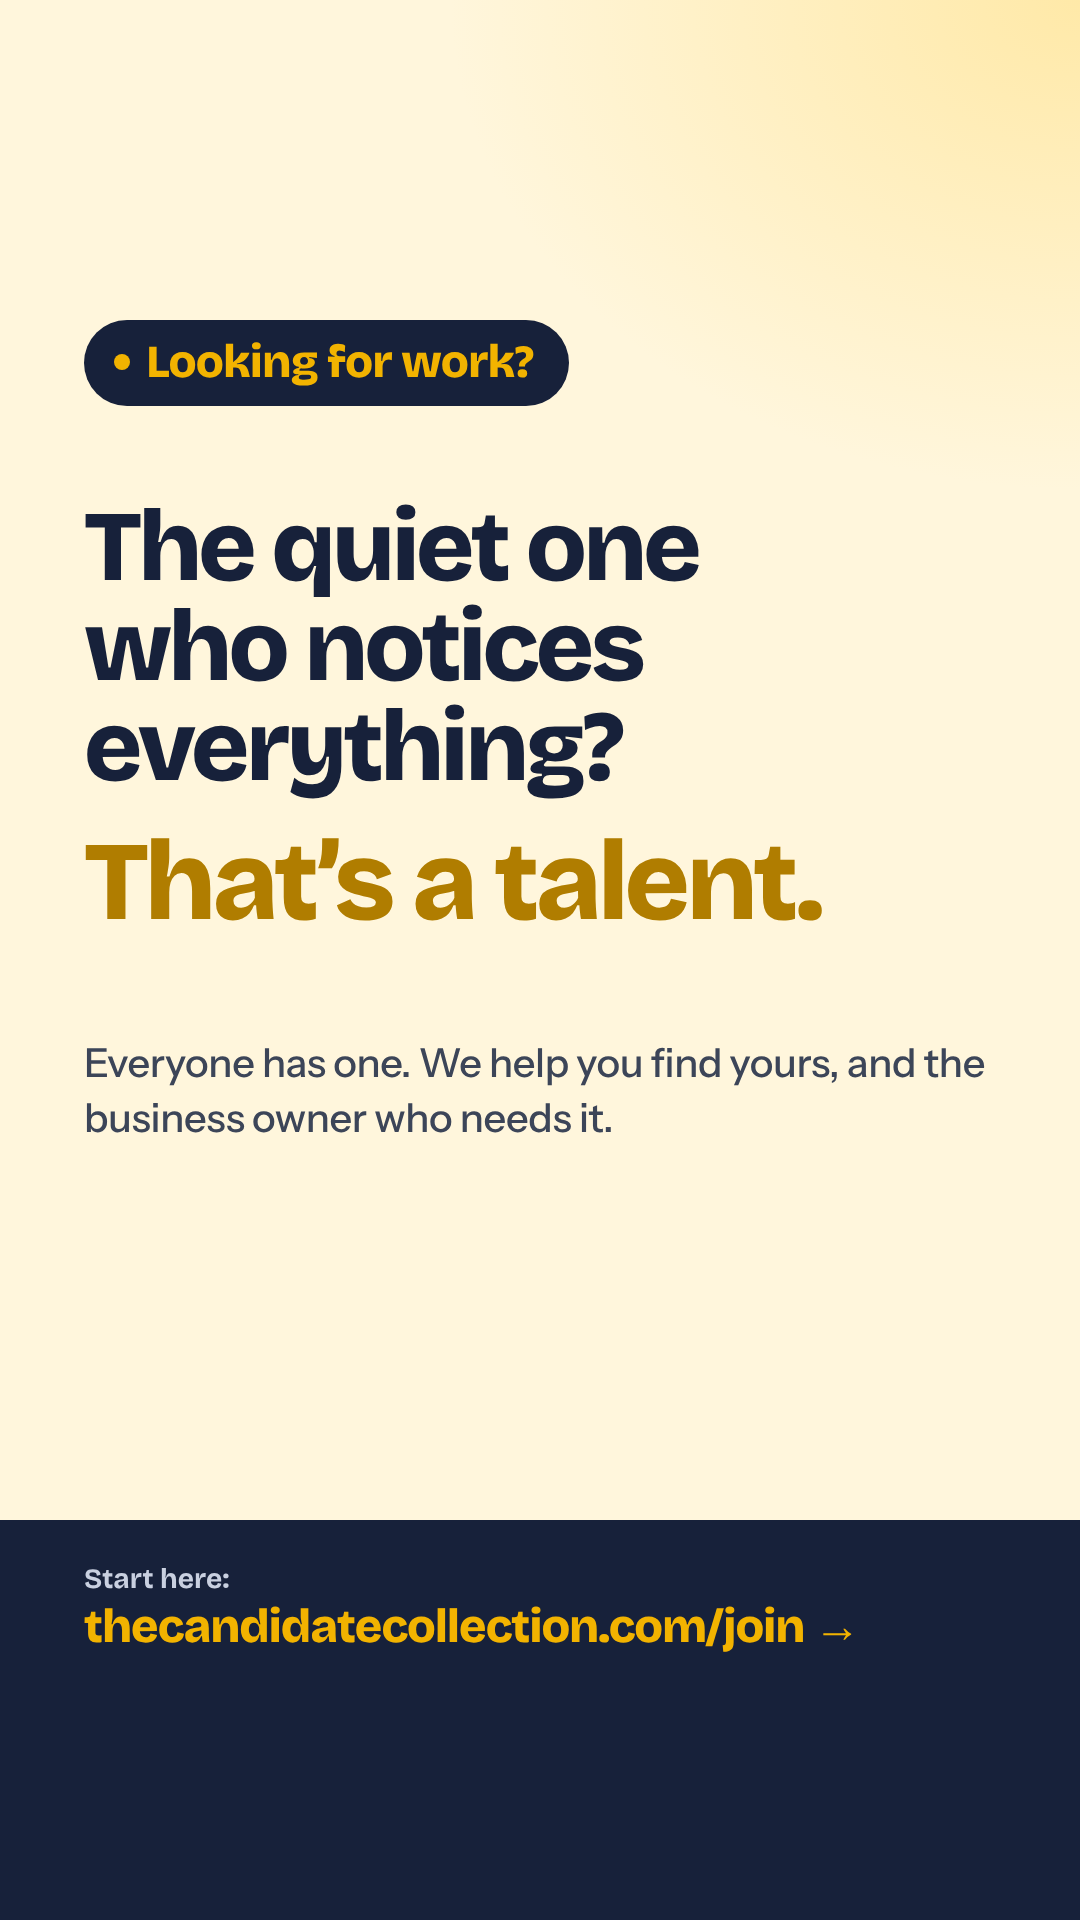 Looking for work?
The quiet one
who notices
everything?
That’s a talent.
Everyone has one. We help you find yours, and the
business owner who needs it.
Start here:
thecandidatecollection.com/join →